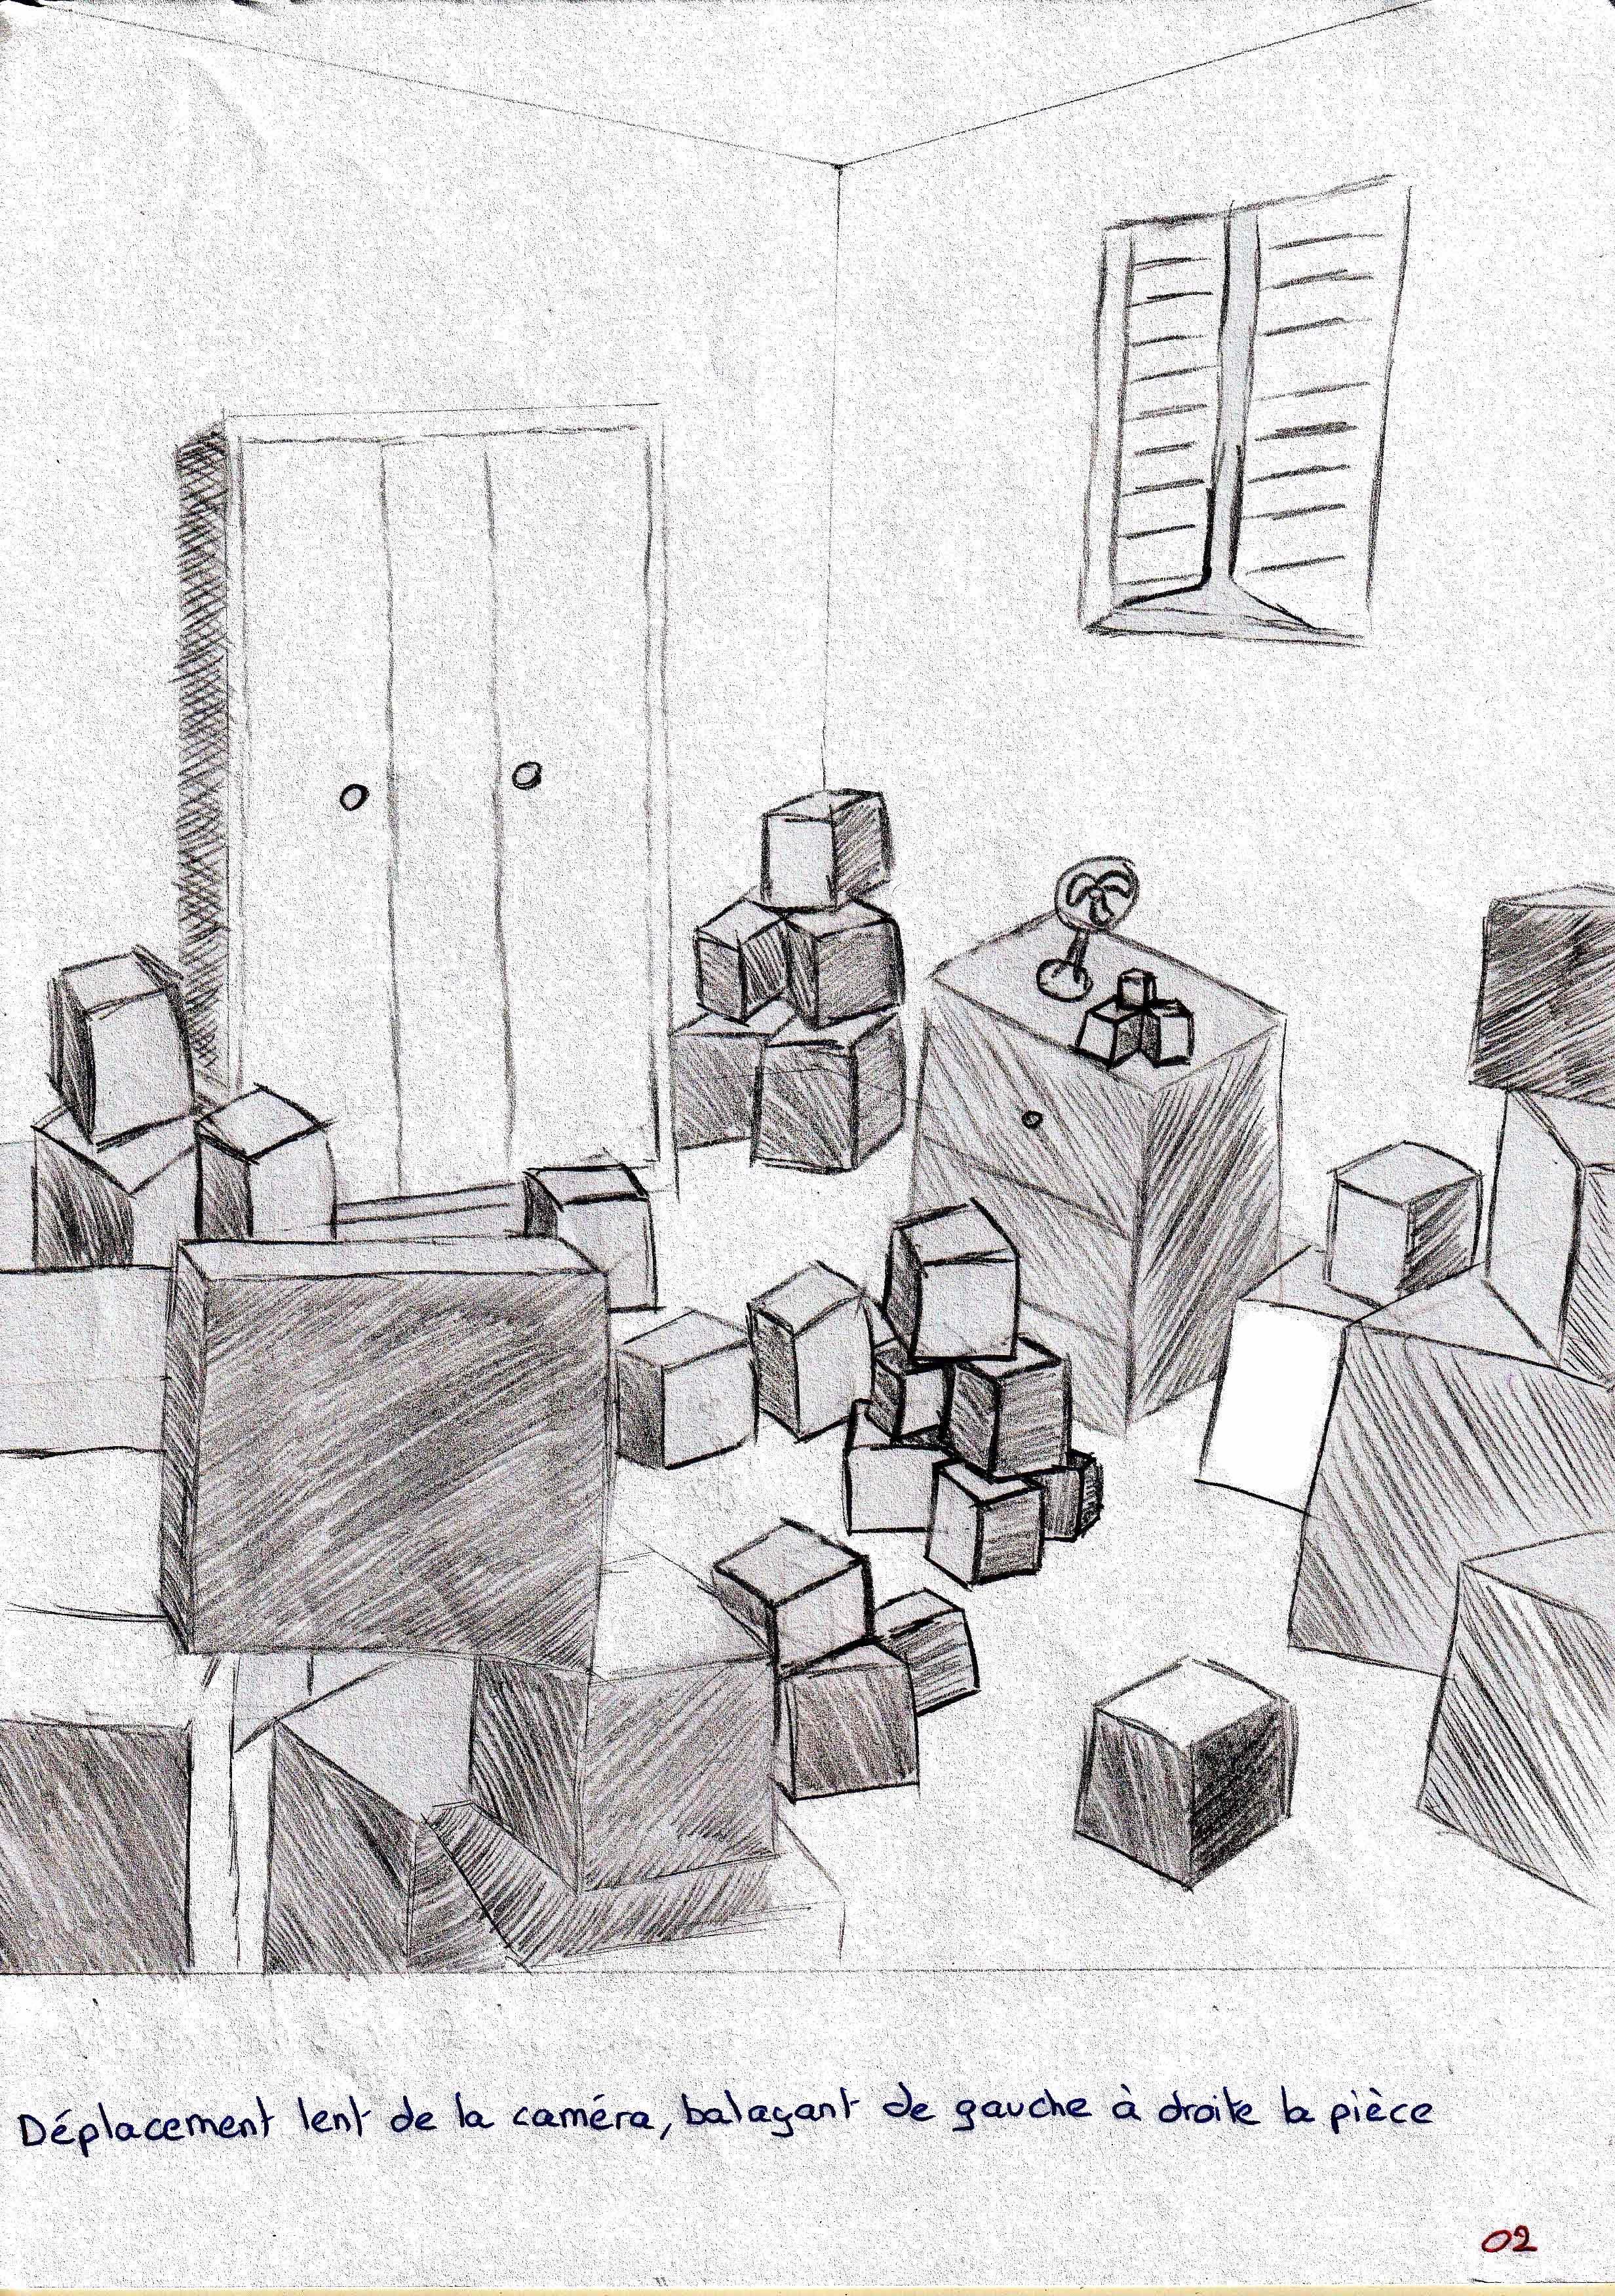 Déplacement lent de la caméra, balayant de gauche à droite la pièce
02